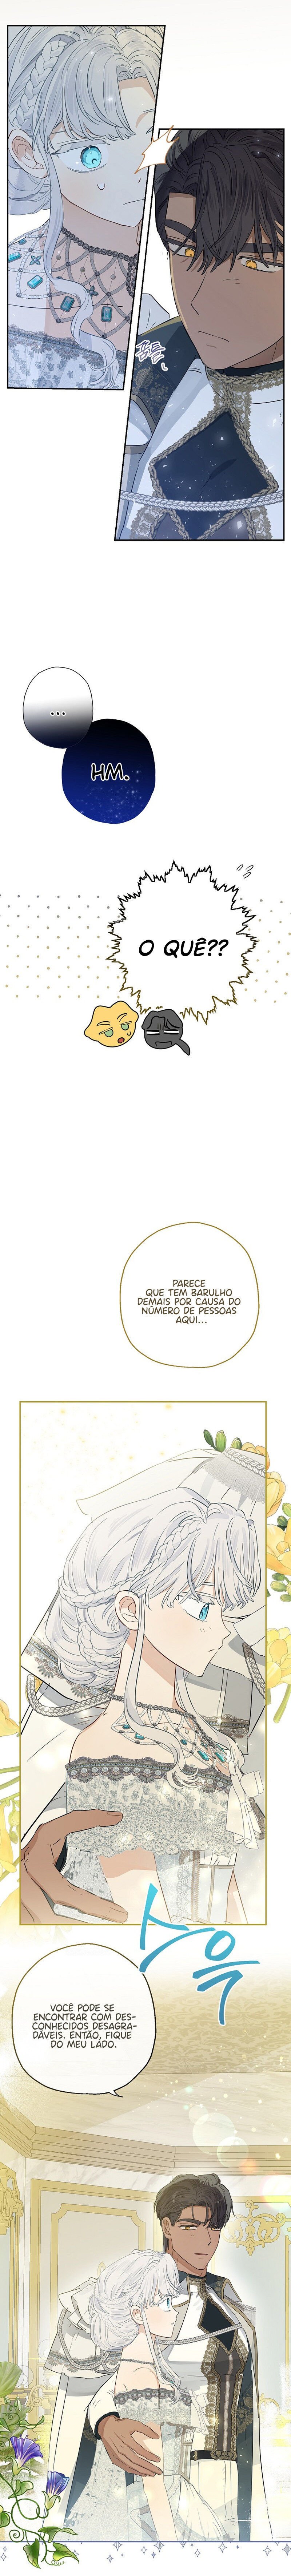 ...
HM.
O QUÊ??
PARECE
QUE TEM BARULHO
DEMAIS POR CAUSA DO
NÚMERO DE PESSOAS
AQUI...
스윽
VOCÊ PODE SE
ENCONTRAR COM DES-
CONHECIDOS DESAGRA-
DÁVEIS. ENTÃO, FIQUE
DO MEU LADO.